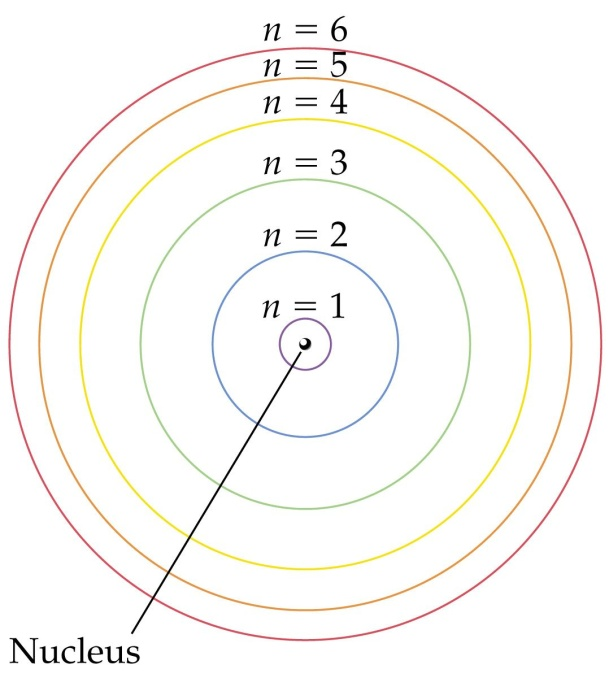 n = 6
n = 5
n = 4
n = 3
n = 2
n = 1
Nucleus